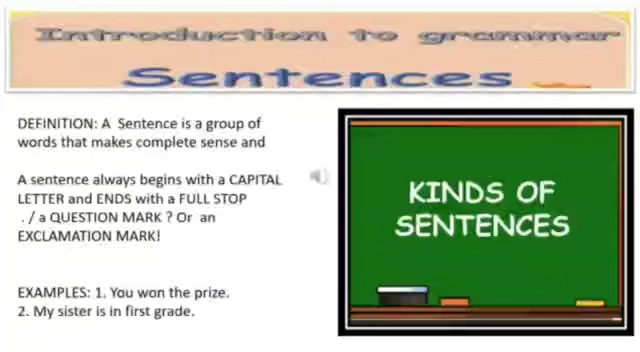 Introduction to grammar
Sentences
DEFINITION: A Sentence is a group of
words that makes complete sense and
A sentence always begins with a CAPITAL
LETTER and ENDS with a FULL STOP
. / a QUESTION MARK ? Or an
EXCLAMATION MARK!
EXAMPLES: 1. You won the prize.
2. My sister is in first grade.
KINDS OF
SENTENCES